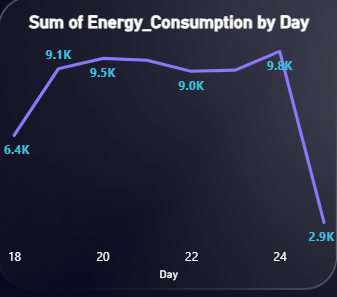 Sum of Energy_Consumption by Day
9.1K
9.8K
9.5K
9.0K
6.4K
2.9K
18 20 22 24
Day